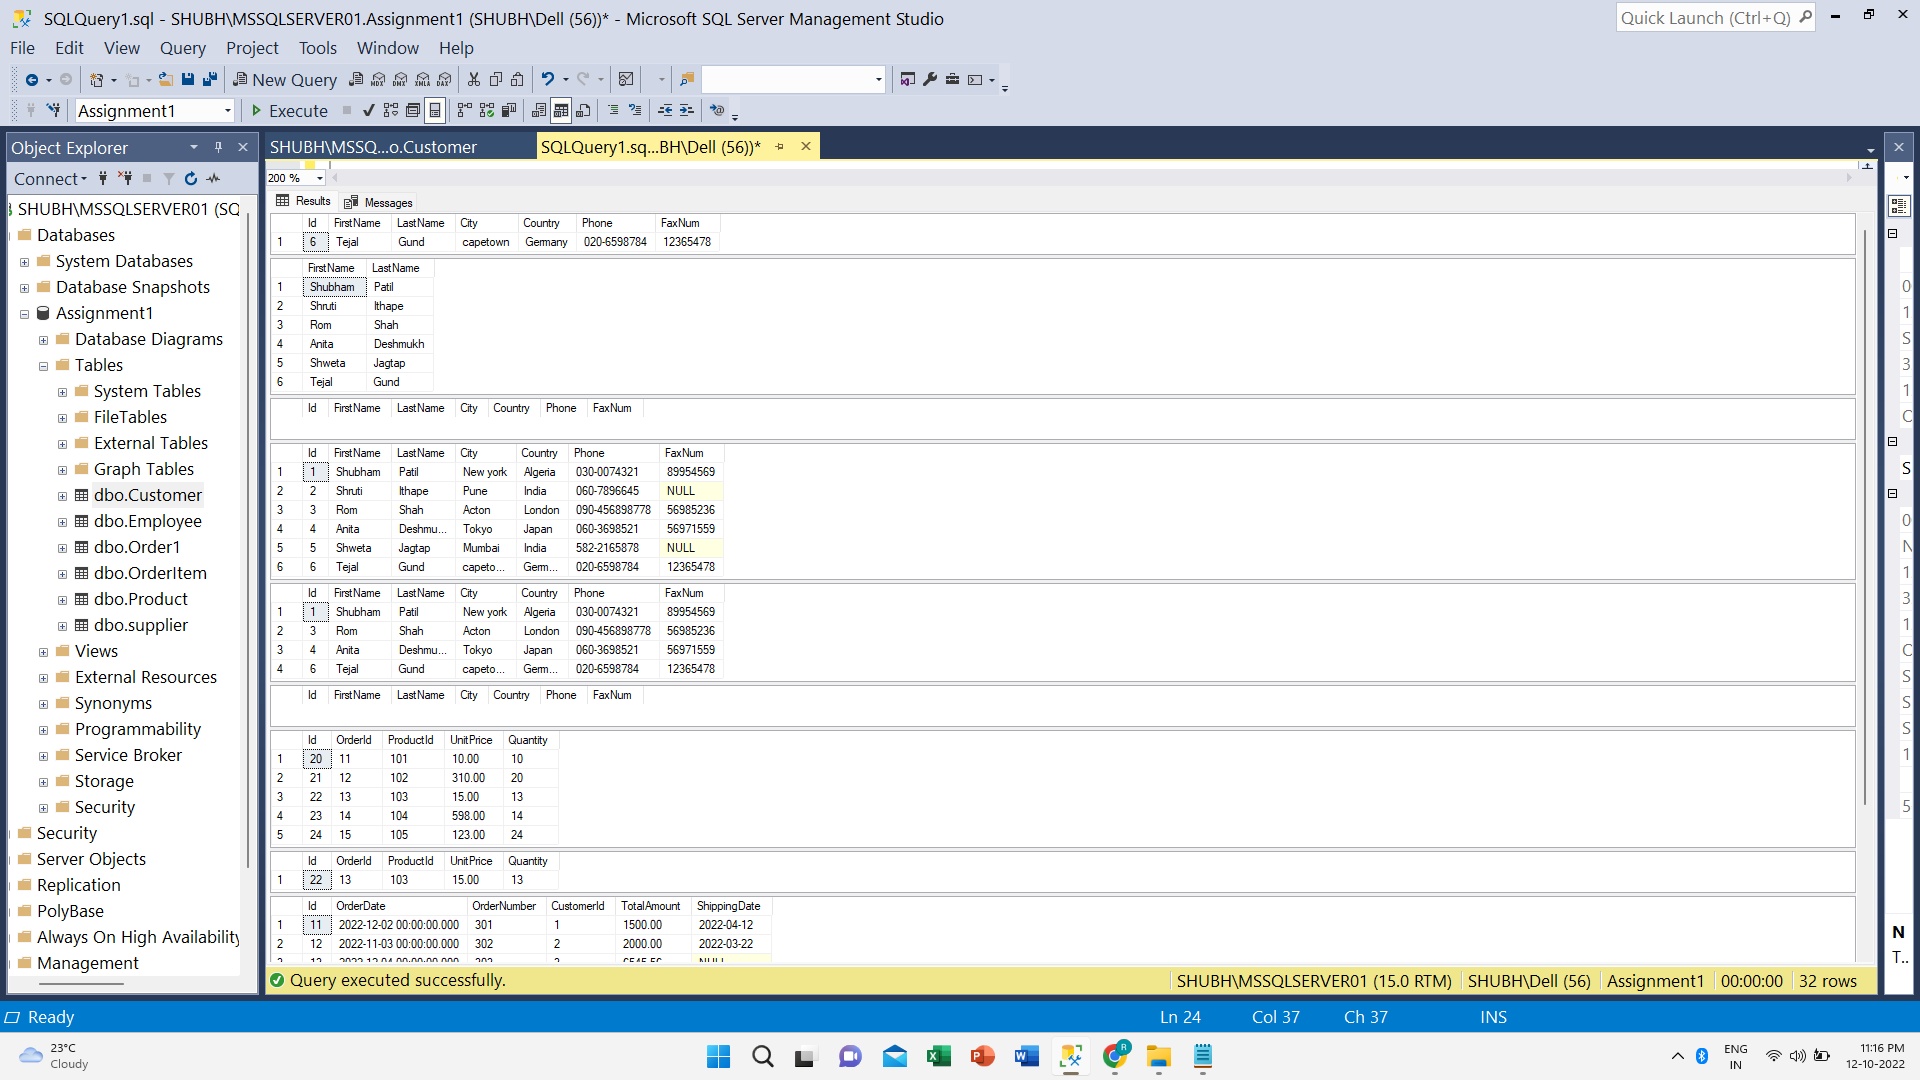 SQLQuery1.sql - SHUBH\MSSQLSERVER01.Assignment1 (SHUBH\Dell (56))* - Microsoft SQL Server Management Studio
Quick Launch (Ctrl+Q)
File Edit View Query Project Tools Window Help
New Query
Assignment1 Execute
Object Explorer
SHUBH\MSSQ...o.Customer SQLQuery1.sq...BH\Dell (56))*
Connect
SHUBH\MSSQLSERVER01 (SQ
Databases
System Databases
Database Snapshots
Assignment1
Database Diagrams
Tables
System Tables
FileTables
External Tables
Graph Tables
dbo.Customer
dbo.Employee
dbo.Order1
dbo.OrderItem
dbo.Product
dbo.supplier
Views
External Resources
Synonyms
Programmability
Service Broker
Storage
Security
Security
Server Objects
Replication
PolyBase
Always On High Availability
Management
200 %
Results Messages
Id FirstName LastName City Country Phone FaxNum
1 6 Tejal Gund capetown Germany 020-6598784 12365478
FirstName LastName
1 Shubham Patil
2 Shruti Ithape
3 Rom Shah
4 Anita Deshmukh
5 Shweta Jagtap
6 Tejal Gund
Id FirstName LastName City Country Phone FaxNum
Id FirstName LastName City Country Phone FaxNum
1 1 Shubham Patil New york Algeria 030-0074321 89954569
2 2 Shruti Ithape Pune India 060-7896645 NULL
3 3 Rom Shah Acton London 090-456898778 56985236
4 4 Anita Deshmu... Tokyo Japan 060-3698521 56971559
5 5 Shweta Jagtap Mumbai India 582-2165878 NULL
6 6 Tejal Gund capeto... Germ... 020-6598784 12365478
Id FirstName LastName City Country Phone FaxNum
1 1 Shubham Patil New york Algeria 030-0074321 89954569
2 3 Rom Shah Acton London 090-456898778 56985236
3 4 Anita Deshmu... Tokyo Japan 060-3698521 56971559
4 6 Tejal Gund capeto... Germ... 020-6598784 12365478
Id FirstName LastName City Country Phone FaxNum
Id OrderId ProductId UnitPrice Quantity
1 20 11 101 10.00 10
2 21 12 102 310.00 20
3 22 13 103 15.00 13
4 23 14 104 598.00 14
5 24 15 105 123.00 24
Id OrderId ProductId UnitPrice Quantity
1 22 13 103 15.00 13
Id OrderDate OrderNumber CustomerId TotalAmount ShippingDate
1 11 2022-12-02 00:00:00.000 301 1 1500.00 2022-04-12
2 12 2022-11-03 00:00:00.000 302 2 2000.00 2022-03-22
Query executed successfully. SHUBH\MSSQLSERVER01 (15.0 RTM) SHUBH\Dell (56) Assignment1 00:00:00 32 rows
N
T..
Ready Ln 24 Col 37 Ch 37 INS
23°C
Cloudy
ENG
IN
11:16 PM
12-10-2022